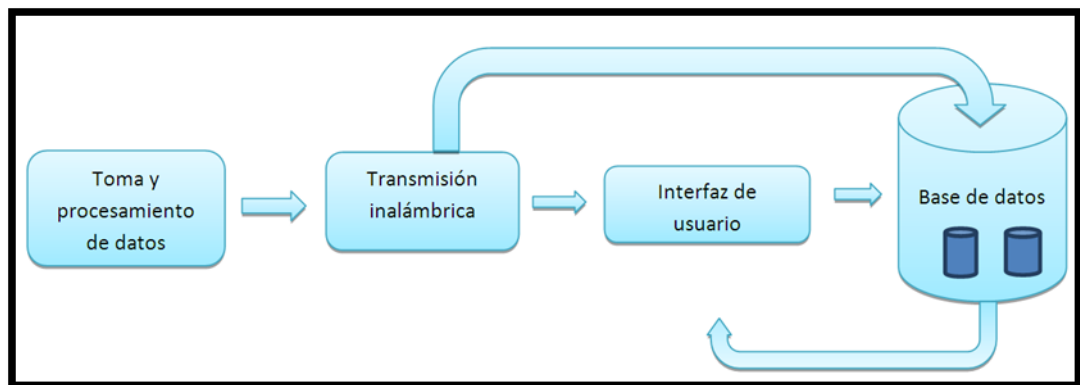 Toma y
procesamiento
de datos
Transmisión
inalámbrica
Interfaz de
usuario
Base de datos